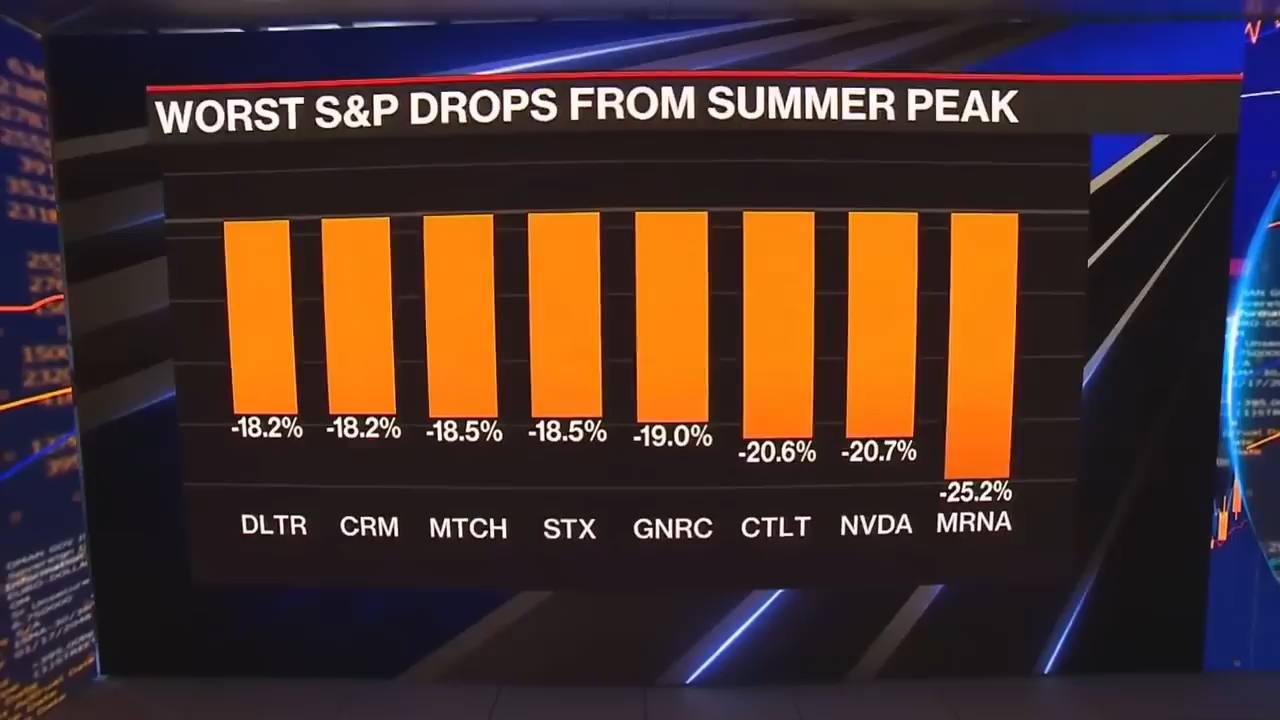 WORST S&P DROPS FROM SUMMER PEAK
-18.2% -18.2% -18.5% -18.5% -19.0% -20.6% -20.7% -25.2%
DLTR CRM MTCH STX GNRC CTLT NVDA MRNA